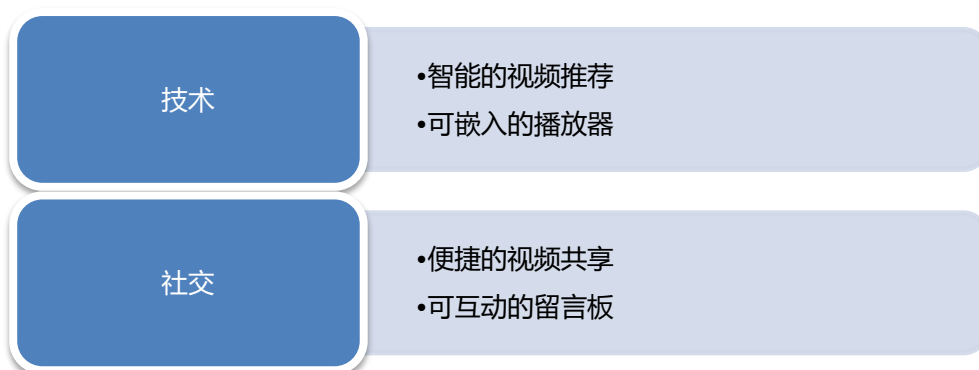 技术
•智能的视频推荐
•可嵌入的播放器
社交
•便捷的视频共享
•可互动的留言板